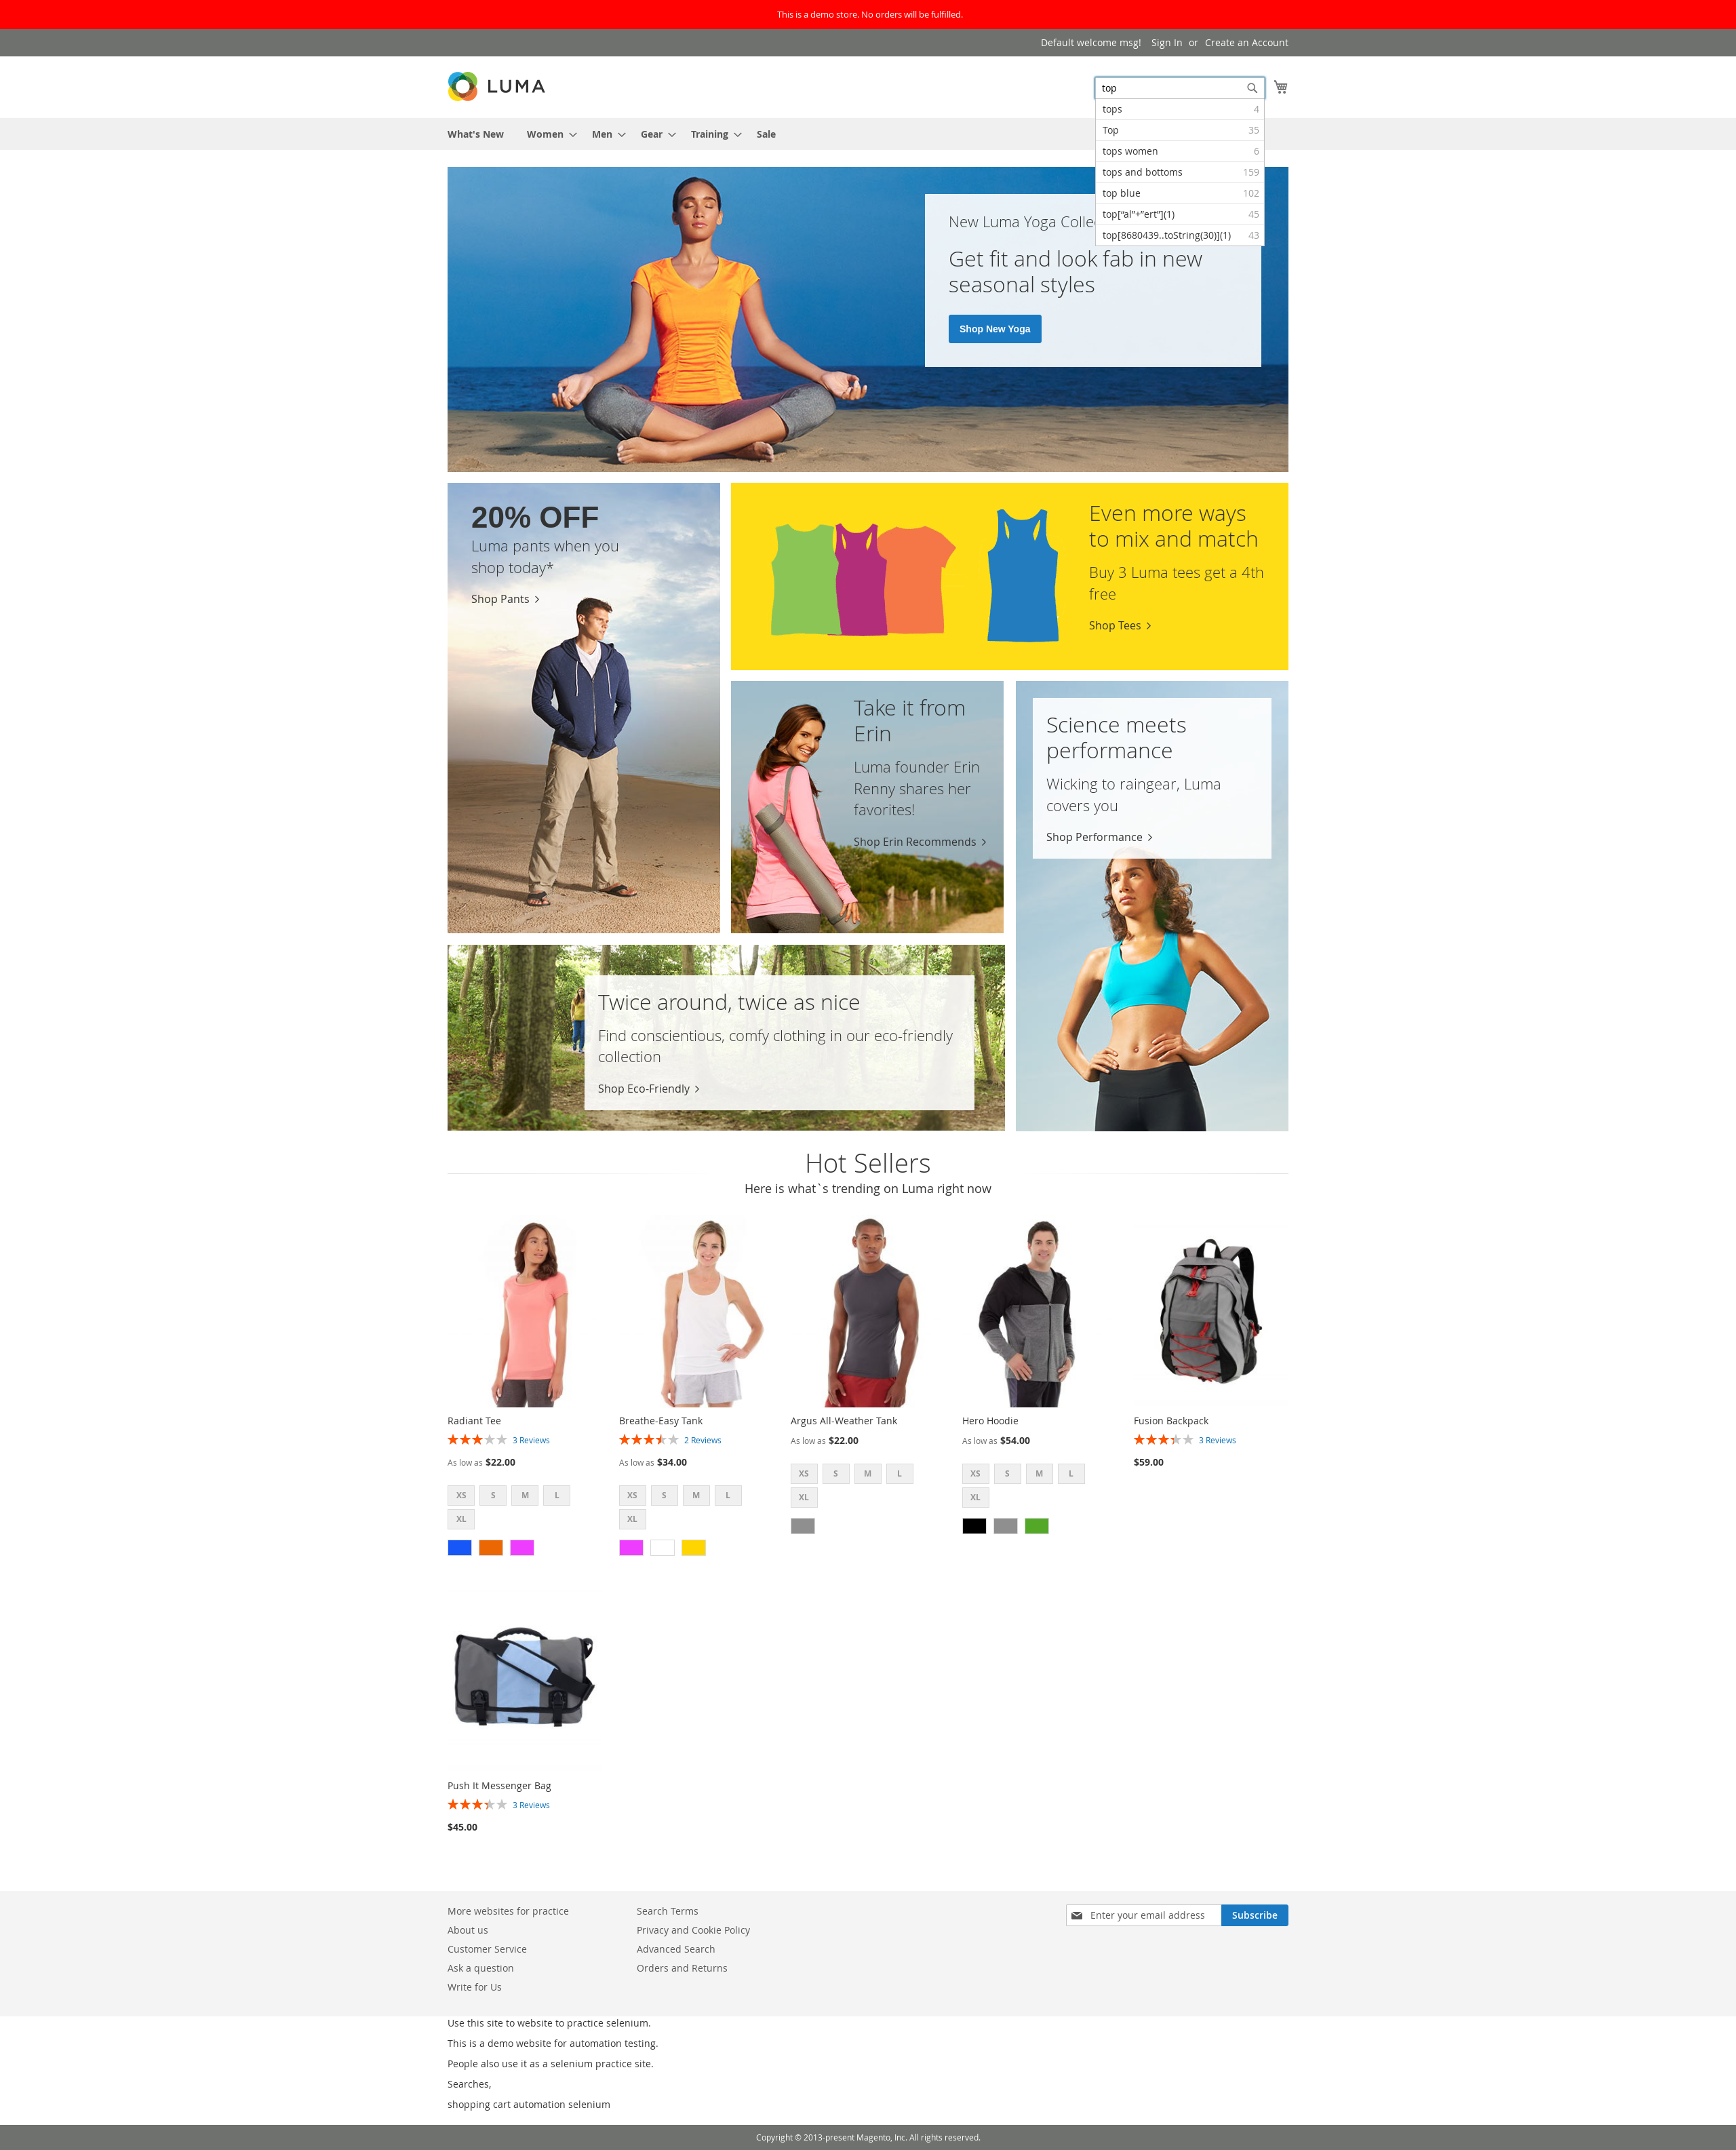 This is a demo store. No orders will be fulfilled.
Default welcome msg! Sign In or Create an Account
LUMA
top
tops 4
Top 35
tops women 6
tops and bottoms 159
top blue 102
top["al"+"ert"](1) 45
top[8680439..toString(30)](1) 43
What's New Women Men Gear Training Sale
New Luma Yoga
Get fit and look fab in new
seasonal styles
Shop New Yoga
20% OFF
Luma pants when you
shop today*
Shop Pants
Even more ways
to mix and match
Buy 3 Luma tees get a 4th
free
Shop Tees
Take it from
Erin
Luma founder Erin
Renny shares her
favorites!
Shop Erin Recommends
Science meets
performance
Wicking to raingear, Luma
covers you
Shop Performance
Twice around, twice as nice
Find conscientious, comfy clothing in our eco-friendly
collection
Shop Eco-Friendly
Hot Sellers
Here is what`s trending on Luma right now
Radiant Tee
3 Reviews
As low as $22.00
XS S M L
XL
Breathe-Easy Tank
2 Reviews
As low as $34.00
XS S M L
XL
Argus All-Weather Tank
As low as $22.00
XS S M L
XL
Hero Hoodie
As low as $54.00
XS S M L
XL
Fusion Backpack
3 Reviews
$59.00
Push It Messenger Bag
3 Reviews
$45.00
More websites for practice
About us
Customer Service
Ask a question
Write for Us
Search Terms
Privacy and Cookie Policy
Advanced Search
Orders and Returns
Enter your email address Subscribe
Use this site to website to practice selenium.
This is a demo website for automation testing.
People also use it as a selenium practice site.
Searches,
shopping cart automation selenium
Copyright © 2013-present Magento, Inc. All rights reserved.